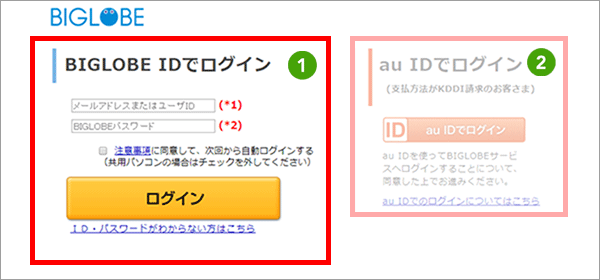 BIGLOBE
BIGLOBE IDでログイン
1
メールアドレスまたはユーザID
(*1)
BIGLOBEパスワード
(*2)
注意事項に同意して、次回から自動ログインする
(共用パソコンの場合はチェックを外してください)
ログイン
ＩＤ・パスワードがわからない方はこちら
au IDでログイン
2
(支払方法がKDDI請求のお客さま)
ID
au IDでログイン
au IDを使ってBIGLOBEサービ
スへログインすることについて、
同意した上でお進みください。
au IDでのログインについてはこちら